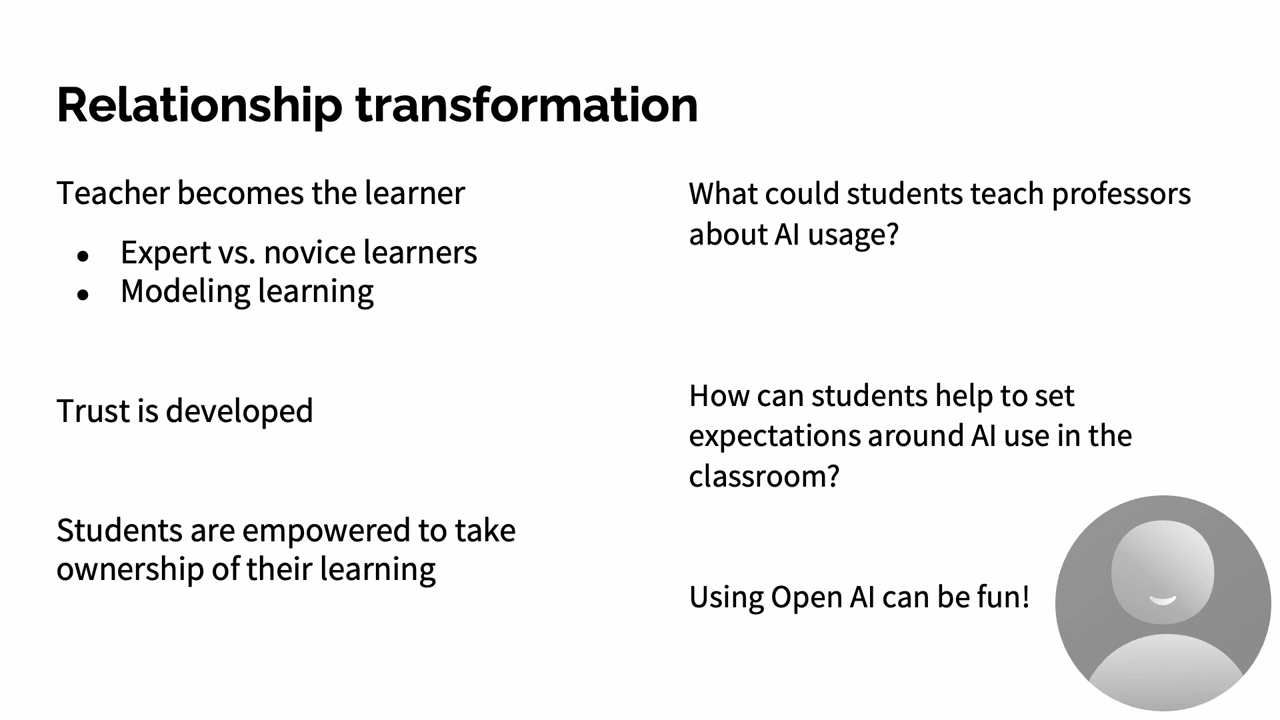 Relationship transformation
Teacher becomes the learner
● Expert vs. novice learners
● Modeling learning
Trust is developed
Students are empowered to take
ownership of their learning
What could students teach professors
about AI usage?
How can students help to set
expectations around AI use in the
classroom?
Using Open AI can be fun!